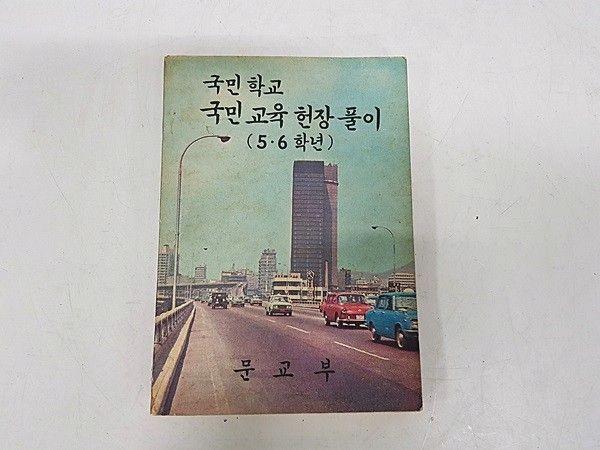 국민 학교
국민 교육 헌장 풀이
(5·6 학년)
문 교 부